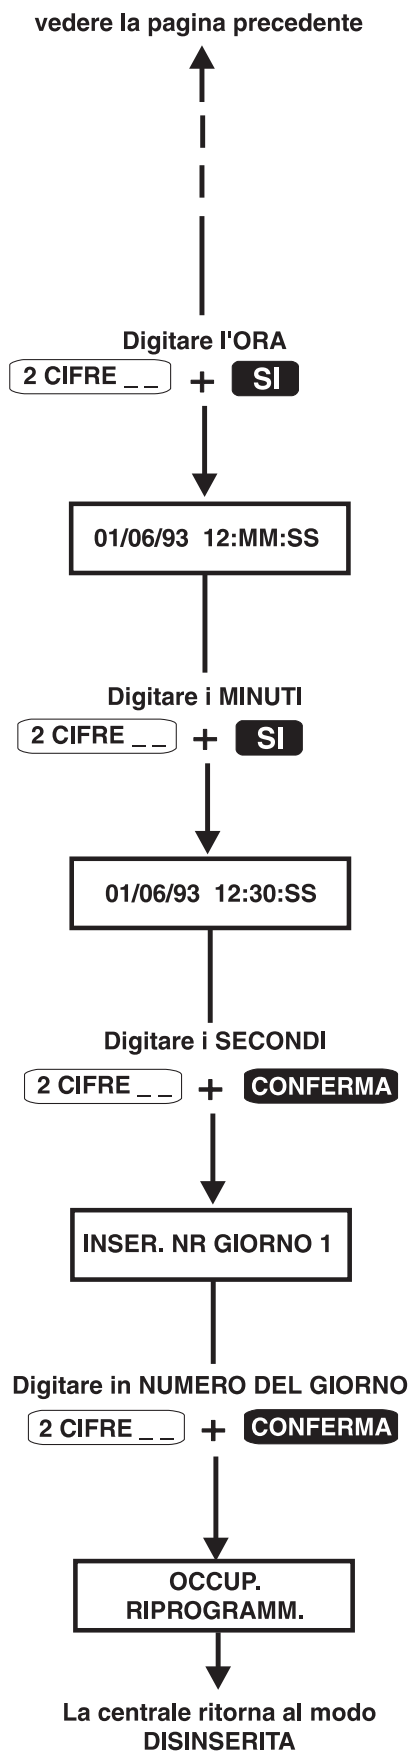 vedere la pagina precedente
Digitare l'ORA
2 CIFRE _ _ + SI
01/06/93 12:MM:SS
Digitare i MINUTI
2 CIFRE _ _ + SI
01/06/93 12:30:SS
Digitare i SECONDI
2 CIFRE _ _ + CONFERMA
INSER. NR GIORNO 1
Digitare in NUMERO DEL GIORNO
2 CIFRE _ _ + CONFERMA
OCCUP.
RIPROGRAMM.
La centrale ritorna al modo
DISINSERITA